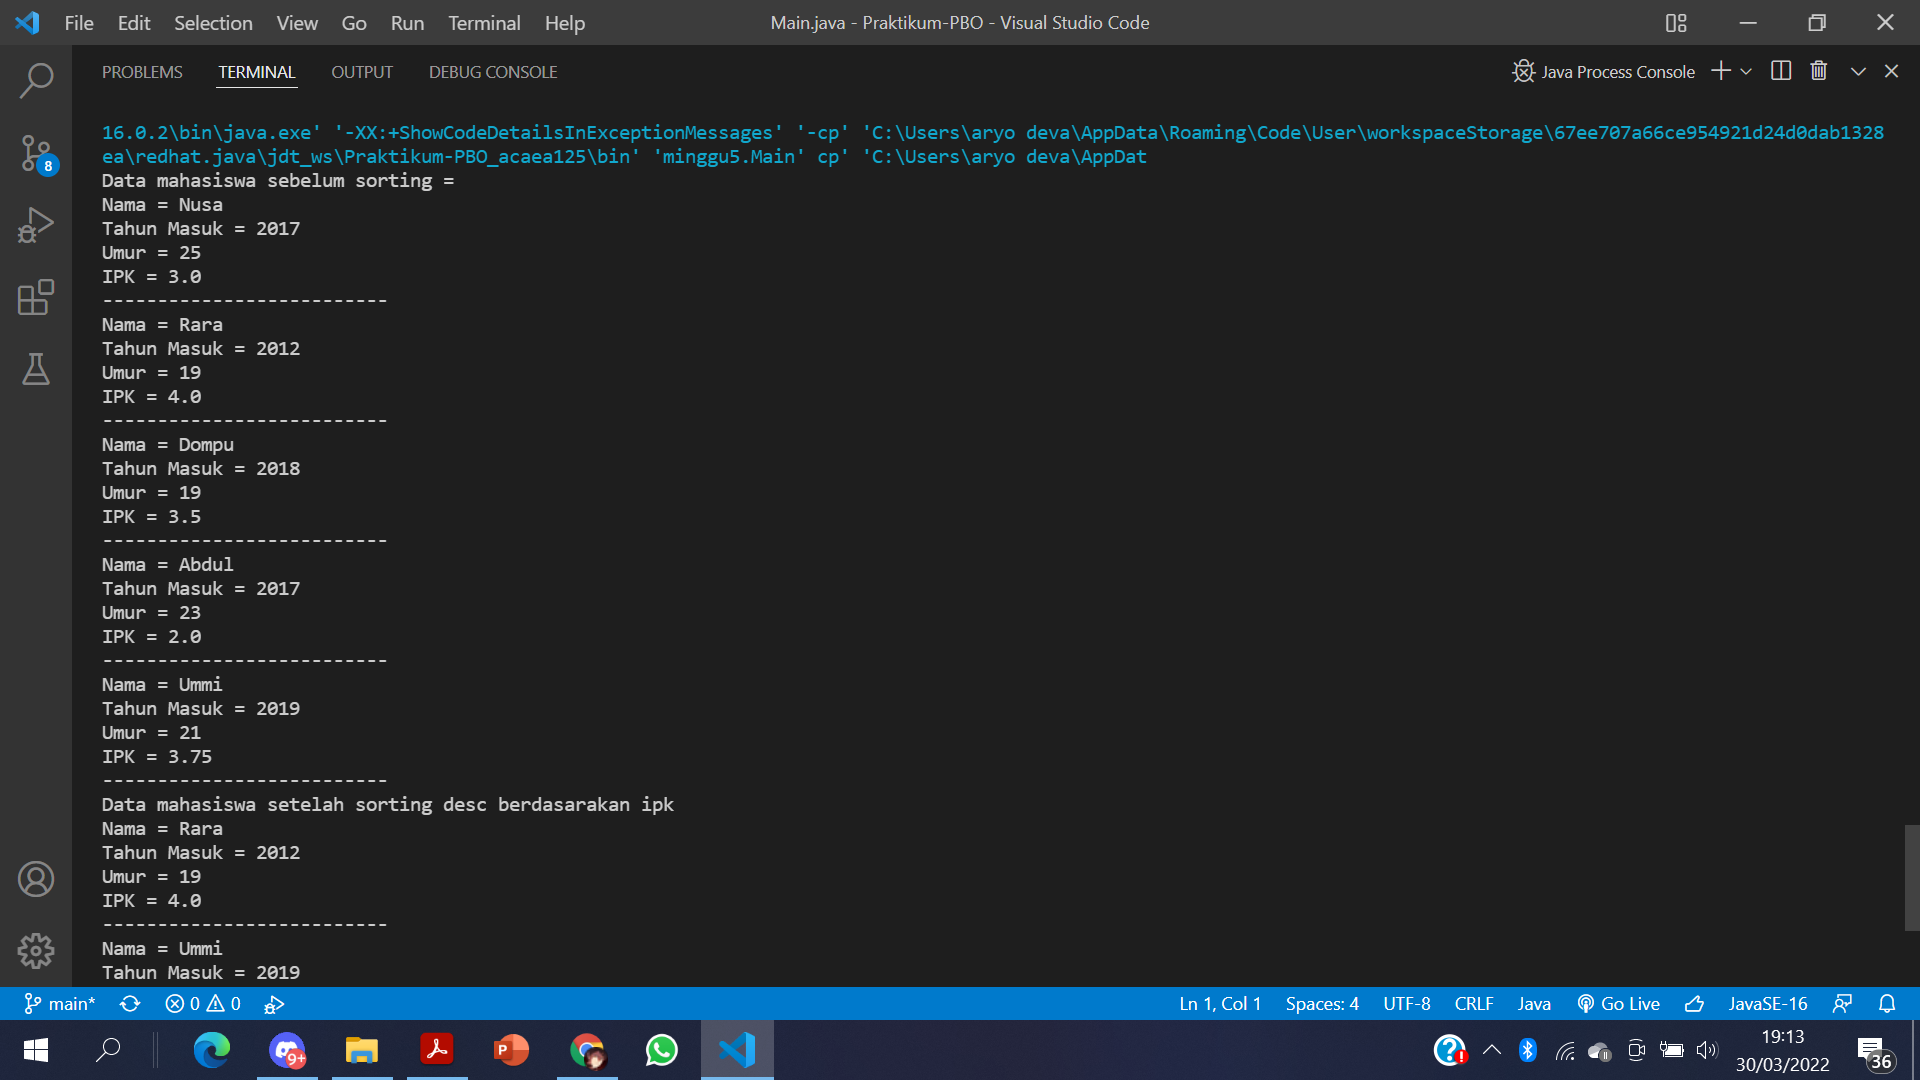 File Edit Selection View Go Run Terminal Help Main.java - Praktikum-PBO - Visual Studio Code
PROBLEMS TERMINAL OUTPUT DEBUG CONSOLE Java Process Console
8
16.0.2\bin\java.exe' '-XX:+ShowCodeDetailsInExceptionMessages' '-cp' 'C:\Users\aryo deva\AppData\Roaming\Code\User\workspaceStorage\67ee707a66ce954921d24d0dab1328
ea\redhat.java\jdt_ws\Praktikum-PBO_acaea125\bin' 'minggu5.Main' cp' 'C:\Users\aryo deva\AppDat
Data mahasiswa sebelum sorting =
Nama = Nusa
Tahun Masuk = 2017
Umur = 25
IPK = 3.0
--------------------------
Nama = Rara
Tahun Masuk = 2012
Umur = 19
IPK = 4.0
--------------------------
Nama = Dompu
Tahun Masuk = 2018
Umur = 19
IPK = 3.5
--------------------------
Nama = Abdul
Tahun Masuk = 2017
Umur = 23
IPK = 2.0
--------------------------
Nama = Ummi
Tahun Masuk = 2019
Umur = 21
IPK = 3.75
--------------------------
Data mahasiswa setelah sorting desc berdasarakan ipk
Nama = Rara
Tahun Masuk = 2012
Umur = 19
IPK = 4.0
--------------------------
Nama = Ummi
Tahun Masuk = 2019
main* 0 0 Ln 1, Col 1 Spaces: 4 UTF-8 CRLF Java Go Live JavaSE-16
9+ 19:13
30/03/2022 36